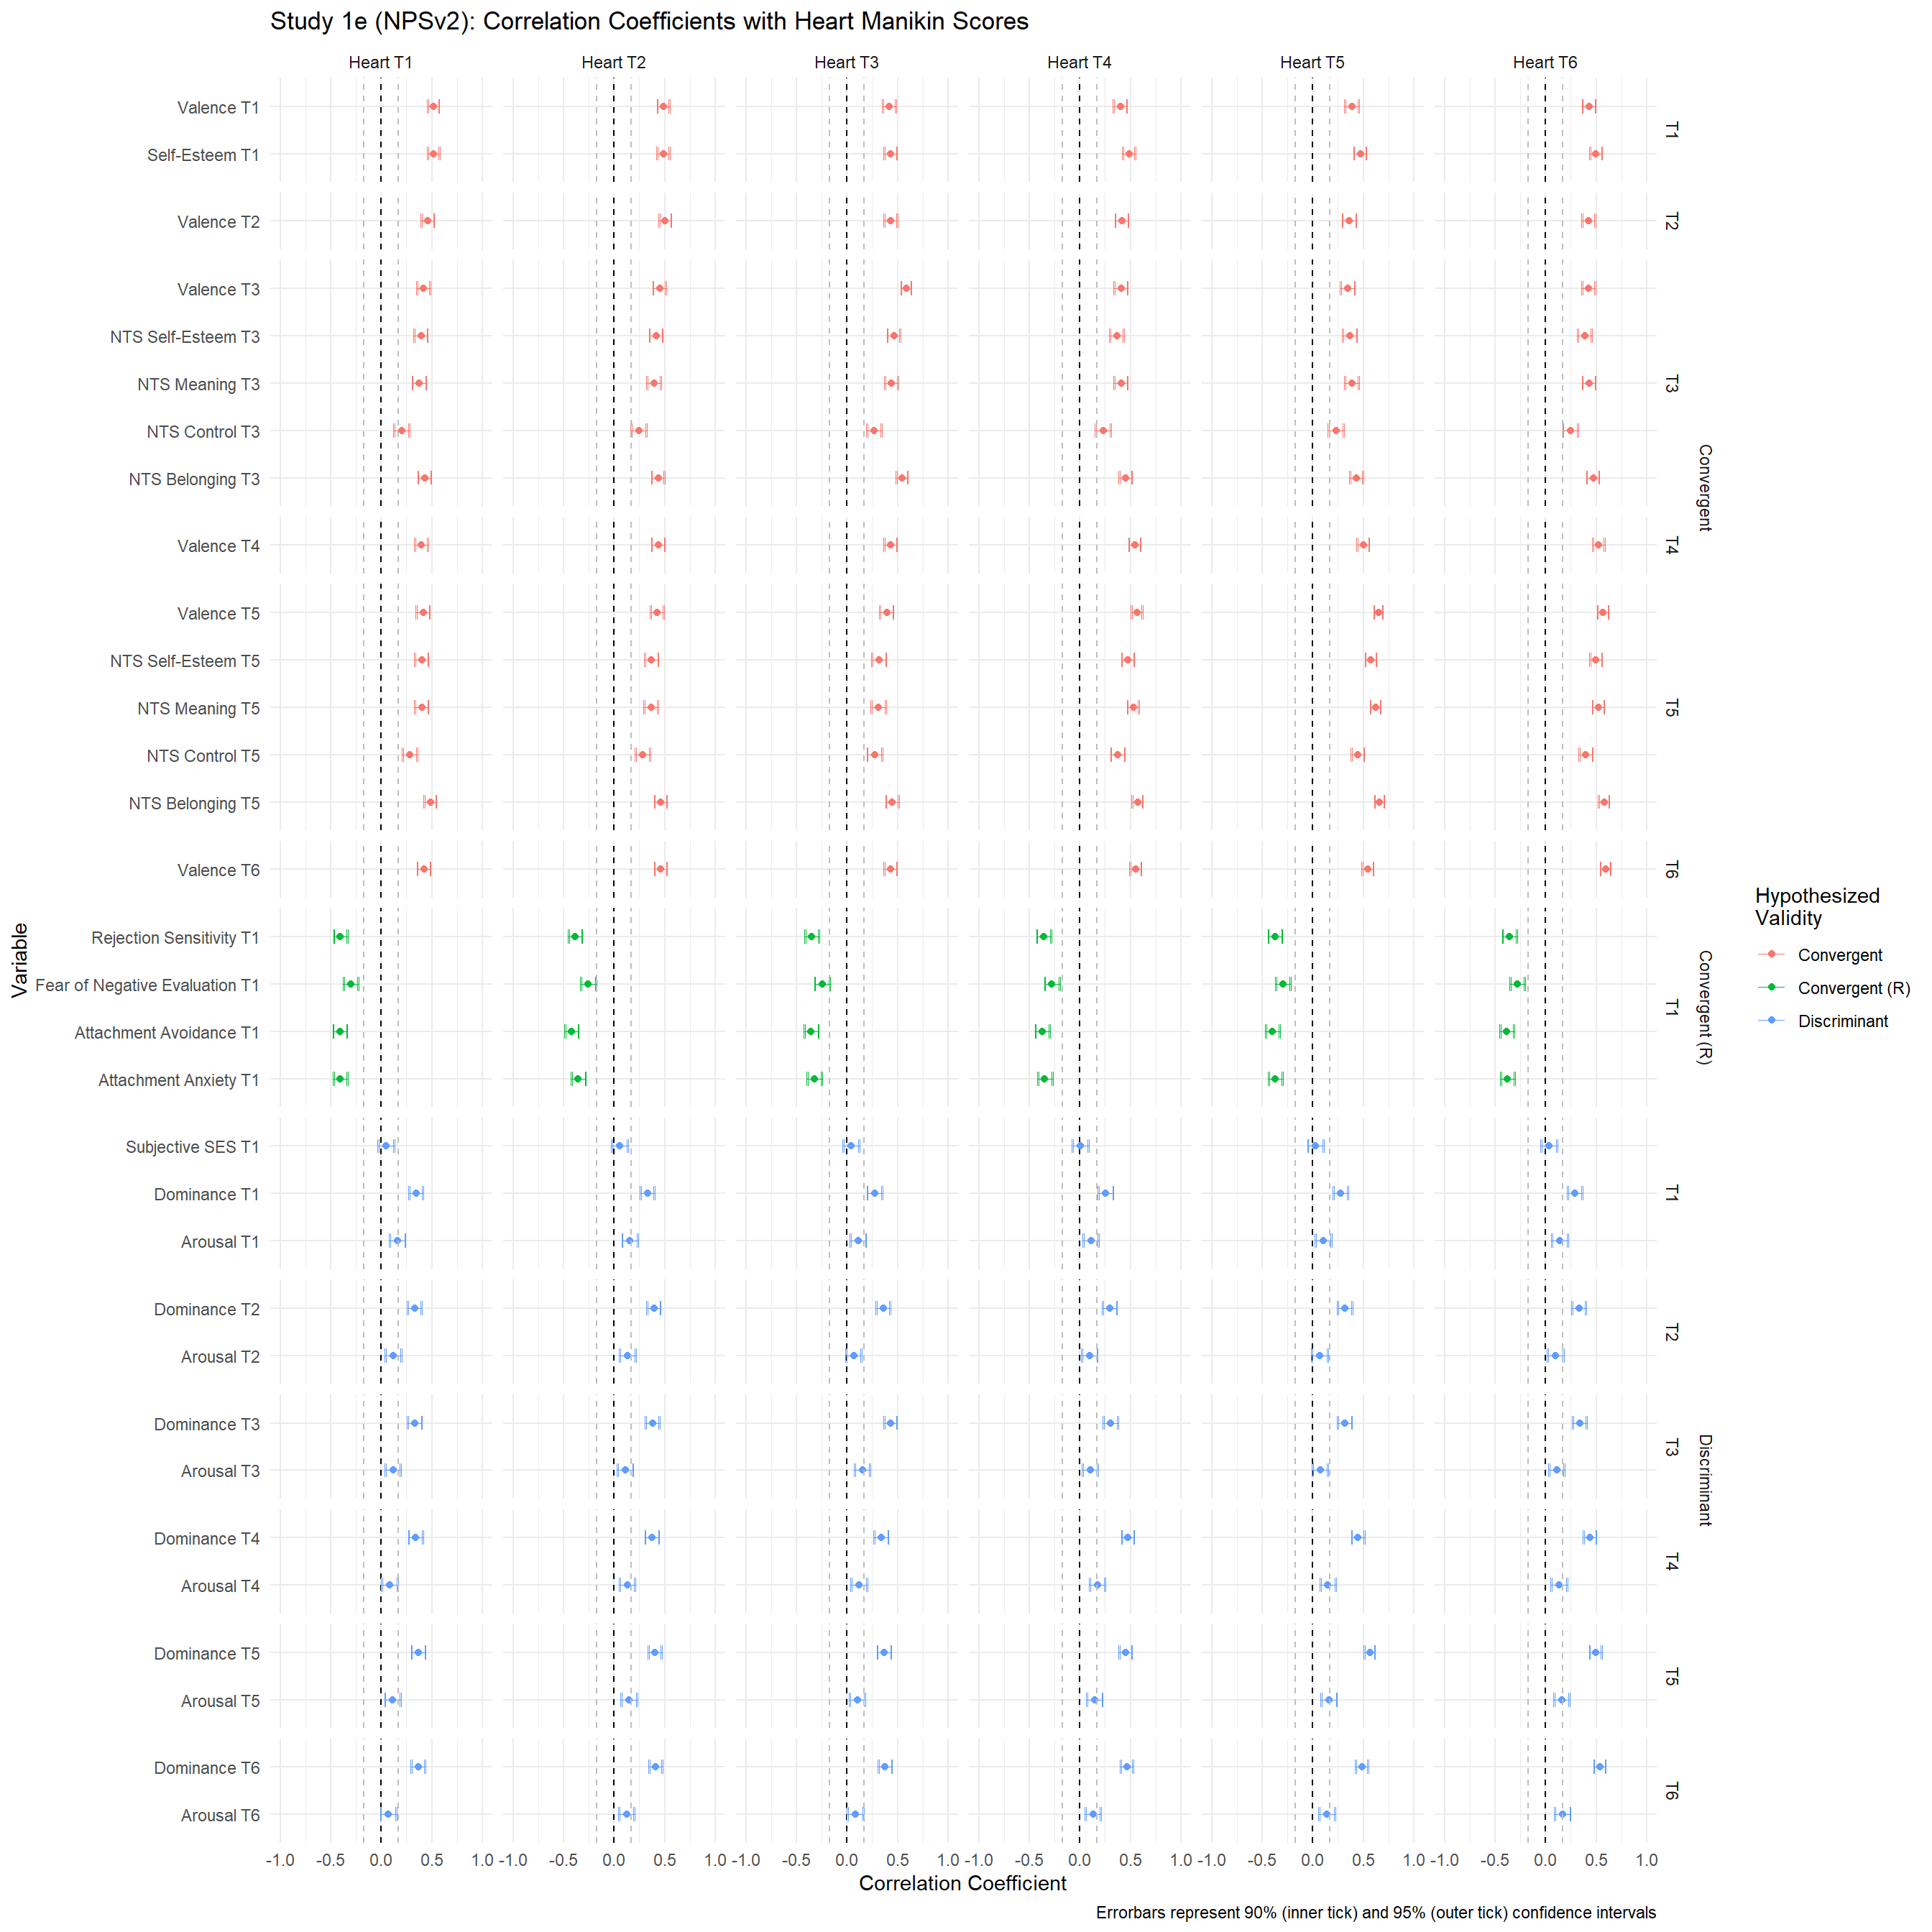 Study 1e (NPSv2): Correlation Coefficients with Heart Manikin Scores
Heart T1 Heart T2 Heart T3 Heart T4 Heart T5 Heart T6
Valence T1
Self-Esteem T1
T1
Valence T2
T2
Valence T3
NTS Self-Esteem T3
NTS Meaning T3
NTS Control T3
NTS Belonging T3
T3
Valence T4
T4
Valence T5
NTS Self-Esteem T5
NTS Meaning T5
NTS Control T5
NTS Belonging T5
T5
Valence T6
T6
Convergent
Rejection Sensitivity T1
Fear of Negative Evaluation T1
Attachment Avoidance T1
Attachment Anxiety T1
T1
Convergent (R)
Subjective SES T1
Dominance T1
Arousal T1
T1
Dominance T2
Arousal T2
T2
Dominance T3
Arousal T3
T3
Dominance T4
Arousal T4
T4
Dominance T5
Arousal T5
T5
Dominance T6
Arousal T6
T6
Discriminant
Variable
-1.0 -0.5 0.0 0.5 1.0 -1.0 -0.5 0.0 0.5 1.0 -1.0 -0.5 0.0 0.5 1.0 -1.0 -0.5 0.0 0.5 1.0 -1.0 -0.5 0.0 0.5 1.0 -1.0 -0.5 0.0 0.5 1.0
Correlation Coefficient
Errorbars represent 90% (inner tick) and 95% (outer tick) confidence intervals
Hypothesized
Validity
Convergent
Convergent (R)
Discriminant